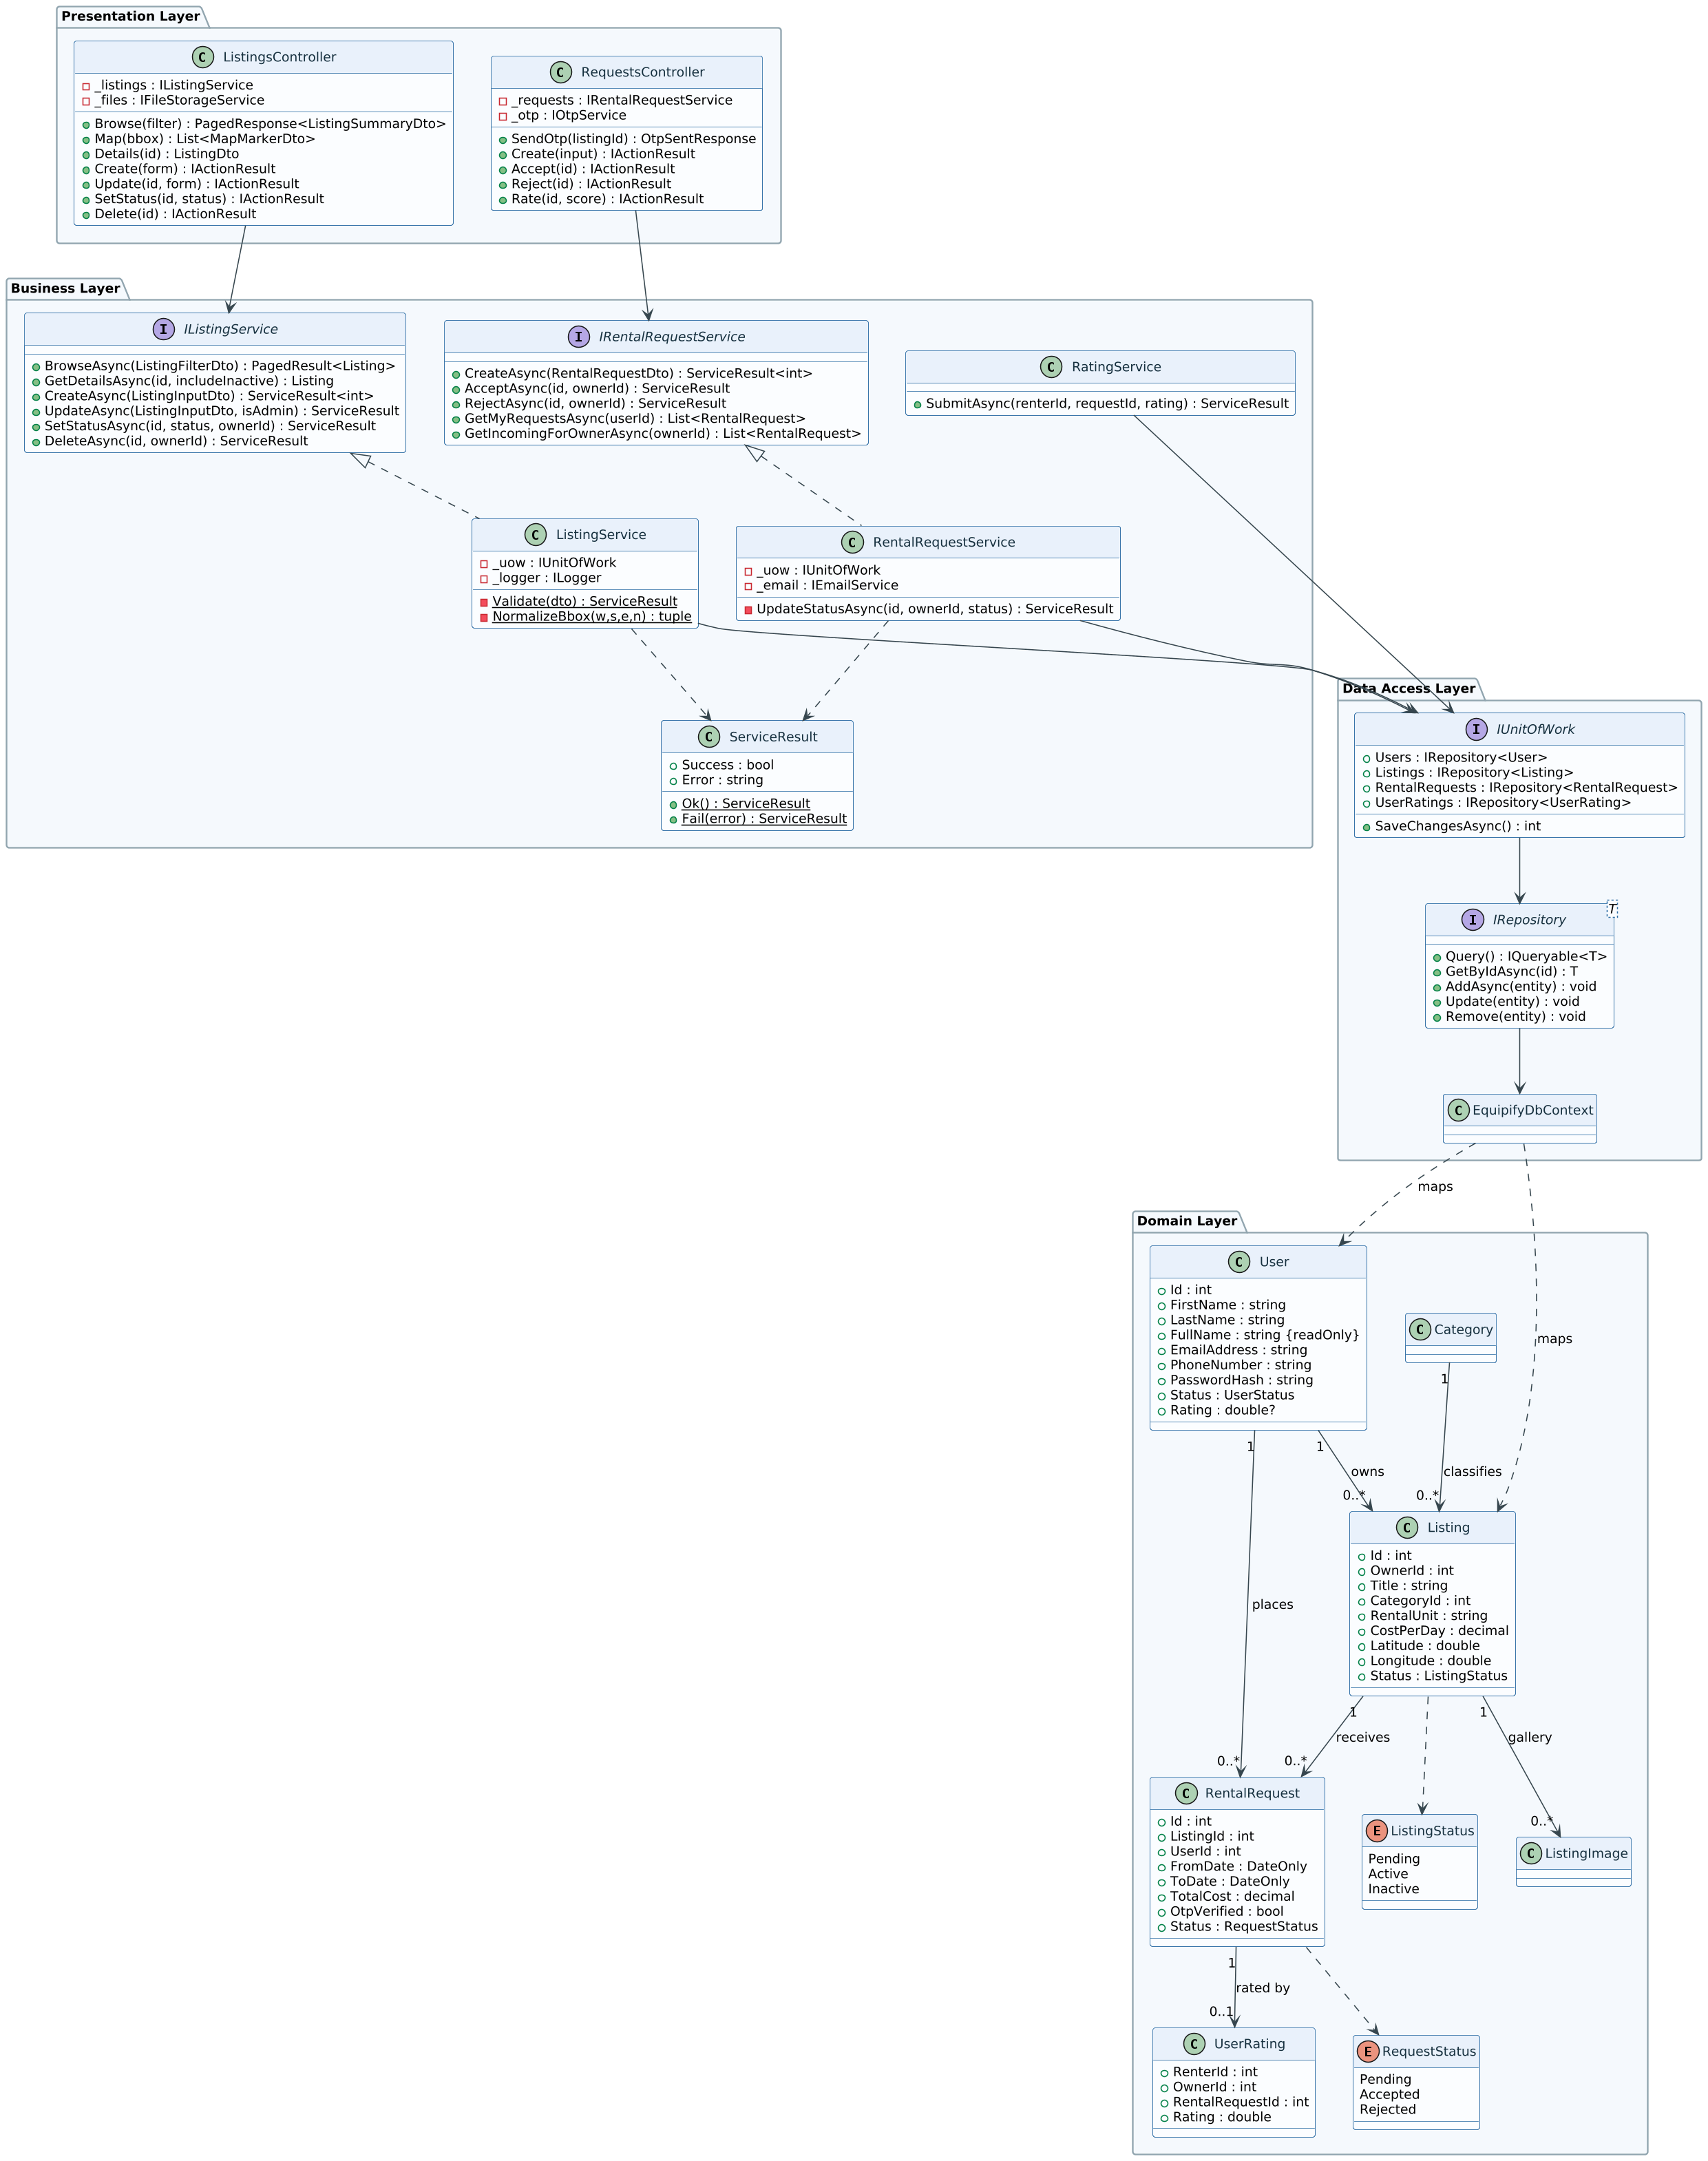 Presentation Layer
C ListingsController
_listings : IListingService
_files : IFileStorageService
Browse(filter) : PagedResponse<ListingSummaryDto>
Map(bbox) : List<MapMarkerDto>
Details(id) : ListingDto
Create(form) : IActionResult
Update(id, form) : IActionResult
SetStatus(id, status) : IActionResult
Delete(id) : IActionResult
C RequestsController
_requests : IRentalRequestService
_otp : IOtpService
SendOtp(listingId) : OtpSentResponse
Create(input) : IActionResult
Accept(id) : IActionResult
Reject(id) : IActionResult
Rate(id, score) : IActionResult
Business Layer
I IListingService
BrowseAsync(ListingFilterDto) : PagedResult<Listing>
GetDetailsAsync(id, includeInactive) : Listing
CreateAsync(ListingInputDto) : ServiceResult<int>
UpdateAsync(ListingInputDto, isAdmin) : ServiceResult
SetStatusAsync(id, status, ownerId) : ServiceResult
DeleteAsync(id, ownerId) : ServiceResult
I IRentalRequestService
CreateAsync(RentalRequestDto) : ServiceResult<int>
AcceptAsync(id, ownerId) : ServiceResult
RejectAsync(id, ownerId) : ServiceResult
GetMyRequestsAsync(userId) : List<RentalRequest>
GetIncomingForOwnerAsync(ownerId) : List<RentalRequest>
C RatingService
SubmitAsync(renterId, requestId, rating) : ServiceResult
C ListingService
_uow : IUnitOfWork
_logger : ILogger
Validate(dto) : ServiceResult
NormalizeBbox(w,s,e,n) : tuple
C RentalRequestService
_uow : IUnitOfWork
_email : IEmailService
UpdateStatusAsync(id, ownerId, status) : ServiceResult
C ServiceResult
Success : bool
Error : string
Ok() : ServiceResult
Fail(error) : ServiceResult
Data Access Layer
I IUnitOfWork
Users : IRepository<User>
Listings : IRepository<Listing>
RentalRequests : IRepository<RentalRequest>
UserRatings : IRepository<UserRating>
SaveChangesAsync() : int
I IRepository T
Query() : IQueryable<T>
GetByIdAsync(id) : T
AddAsync(entity) : void
Update(entity) : void
Remove(entity) : void
C EquipifyDbContext
maps
maps
Domain Layer
C User
Id : int
FirstName : string
LastName : string
FullName : string {readOnly}
EmailAddress : string
PhoneNumber : string
PasswordHash : string
Status : UserStatus
Rating : double?
C Category
1
1
1
owns
classifies
0..*
0..*
C Listing
Id : int
OwnerId : int
Title : string
CategoryId : int
RentalUnit : string
CostPerDay : decimal
Latitude : double
Longitude : double
Status : ListingStatus
places
1
1
receives
gallery
0..*
0..*
0..*
C RentalRequest
Id : int
ListingId : int
UserId : int
FromDate : DateOnly
ToDate : DateOnly
TotalCost : decimal
OtpVerified : bool
Status : RequestStatus
E ListingStatus
Pending
Active
Inactive
C ListingImage
1
rated by
0..1
C UserRating
RenterId : int
OwnerId : int
RentalRequestId : int
Rating : double
E RequestStatus
Pending
Accepted
Rejected